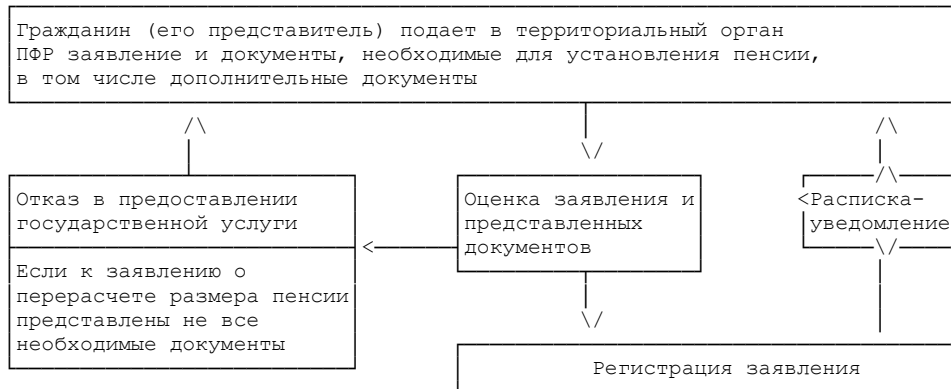 Гражданин (его представитель) подает в территориальный орган
ПФР заявление и документы, необходимые для установления пенсии,
в том числе дополнительные документы
Отказ в предоставлении
государственной услуги
Если к заявлению о
перерасчете размера пенсии
представлены не все
необходимые документы
Оценка заявления и
представленных
документов
<Расписка-
уведомление
Регистрация заявления